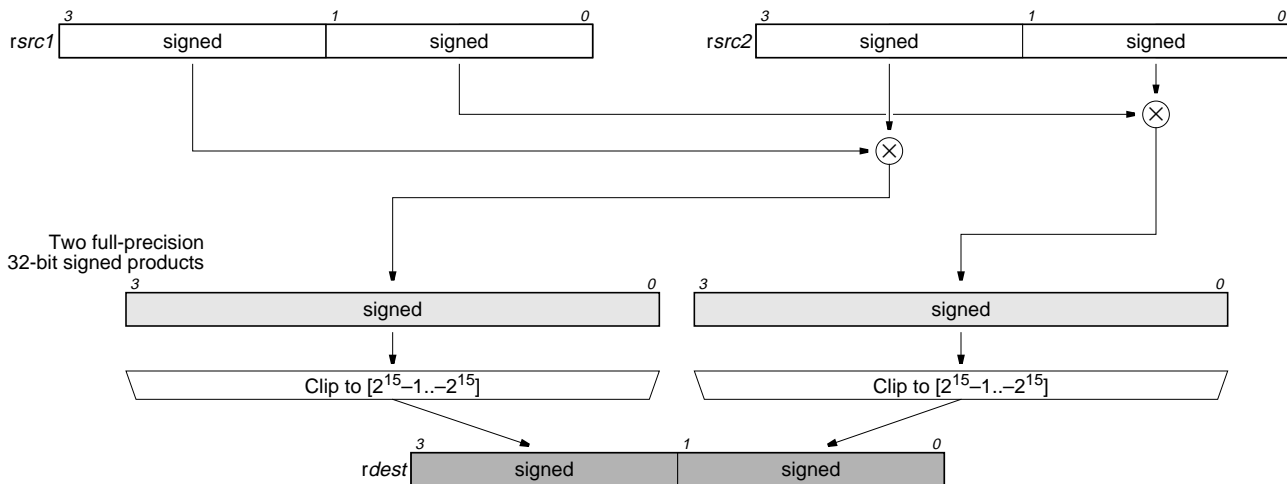 3 1 0 3 1 0
rsrc1 signed signed rsrc2 signed signed
Two full-precision
32-bit signed products
3 0 3 0
signed signed
Clip to [2^15–1..–2^15] Clip to [2^15–1..–2^15]
3 1 0
rdest signed signed